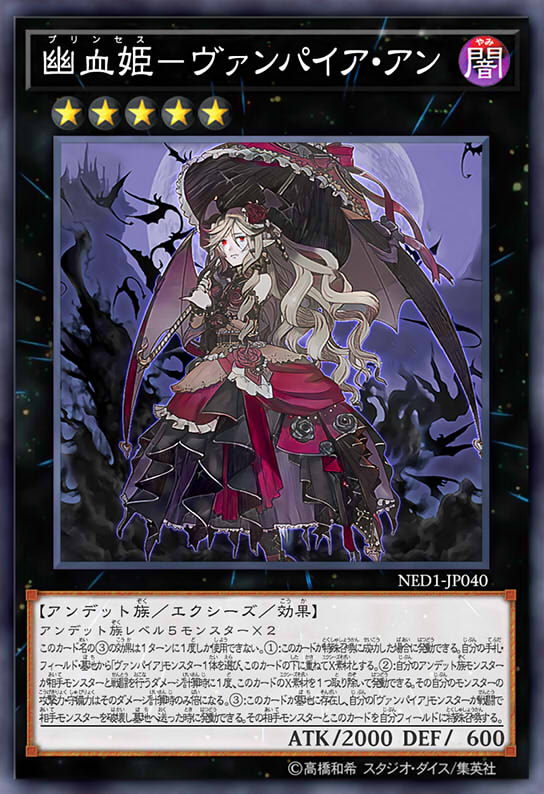 プリンセス
幽血姫－ヴァンパイア・アン
やみ
闇
NED1-JP040
【アンデット族／エクシーズ／効果】
アンデット族レベル５モンスター×２
このカード名の③の効果は1ターンに1度しか使用できない。①：このカードが特殊召喚に成功した場合に発動できる。自分の手札・
フィールド・墓地から「ヴァンパイア」モンスター1体を選び、このカードの下に重ねてX素材とする。②：自分のアンデット族モンスター
が相手モンスターと戦闘を行うダメージ計算時に1度、このカードのX素材を1つ取り除いて発動できる。その自分のモンスターの
攻撃力・守備力はそのダメージ計算時のみ倍になる。③：このカードが墓地に存在し、自分の「ヴァンパイア」モンスターが戦闘で
相手モンスターを破壊し墓地へ送った時に発動できる。その相手モンスターとこのカードを自分フィールドに特殊召喚する。
ATK/2000 DEF/ 600
©高橋和希 スタジオ・ダイス/集英社